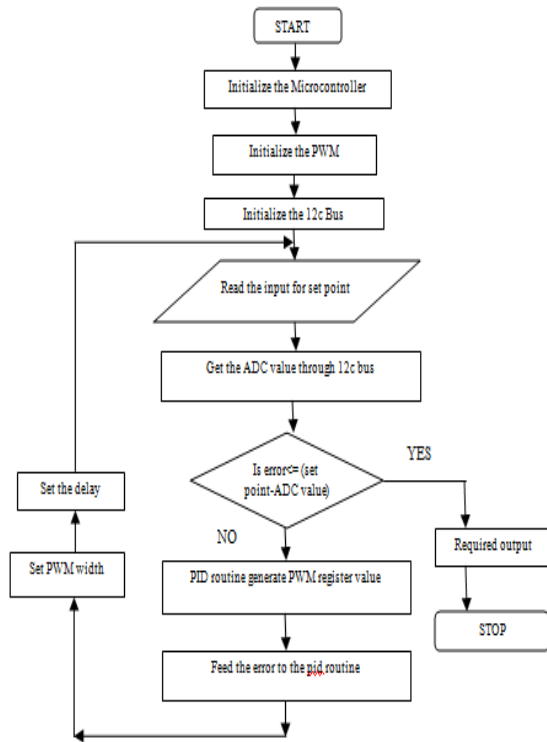 START
Initialize the Microcontroller
Initialize the PWM
Initialize the 12c Bus
Read the input for set point
Get the ADC value through 12c bus
Is error<= (set
point-ADC value)
YES
NO
Set the delay
Set PWM width
Required output
STOP
PID routine generate PWM register value
Feed the error to the pid routine